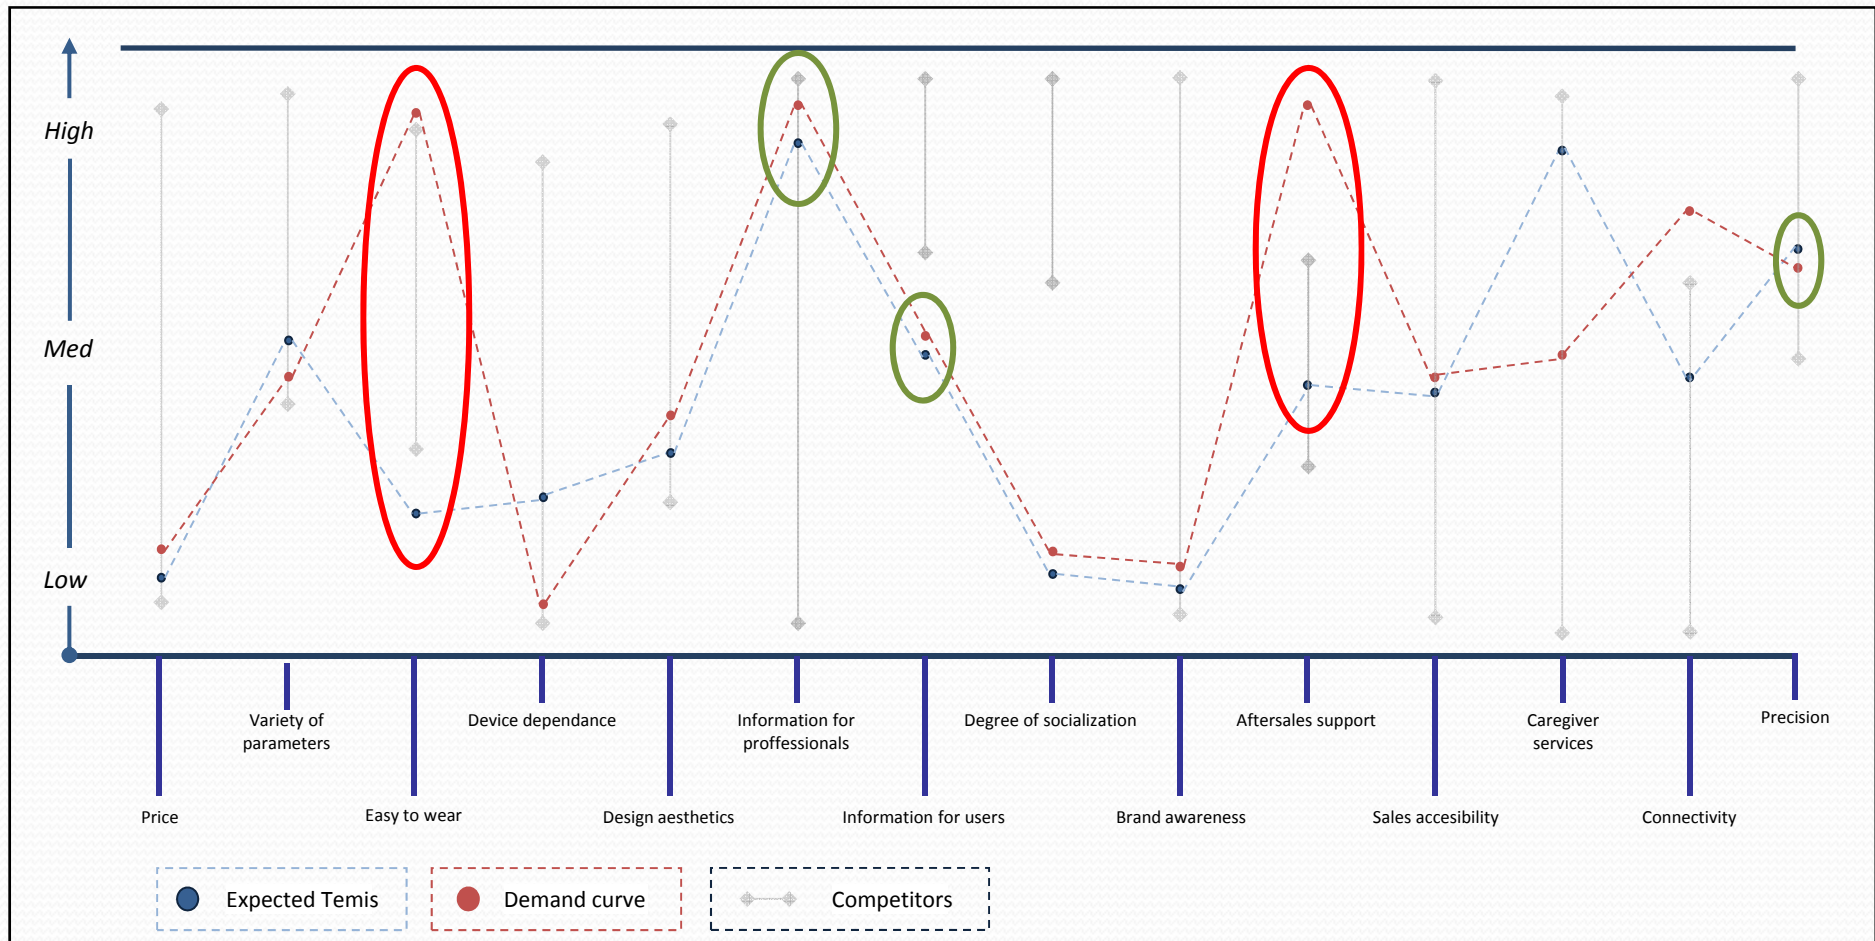 High
Med
Low
Variety of
parameters
Device dependance
Information for
proffessionals
Degree of socialization
Aftersales support
Caregiver
services
Precision
Price
Easy to wear
Design aesthetics
Information for users
Brand awareness
Sales accesibility
Connectivity
Expected Temis
Demand curve
Competitors